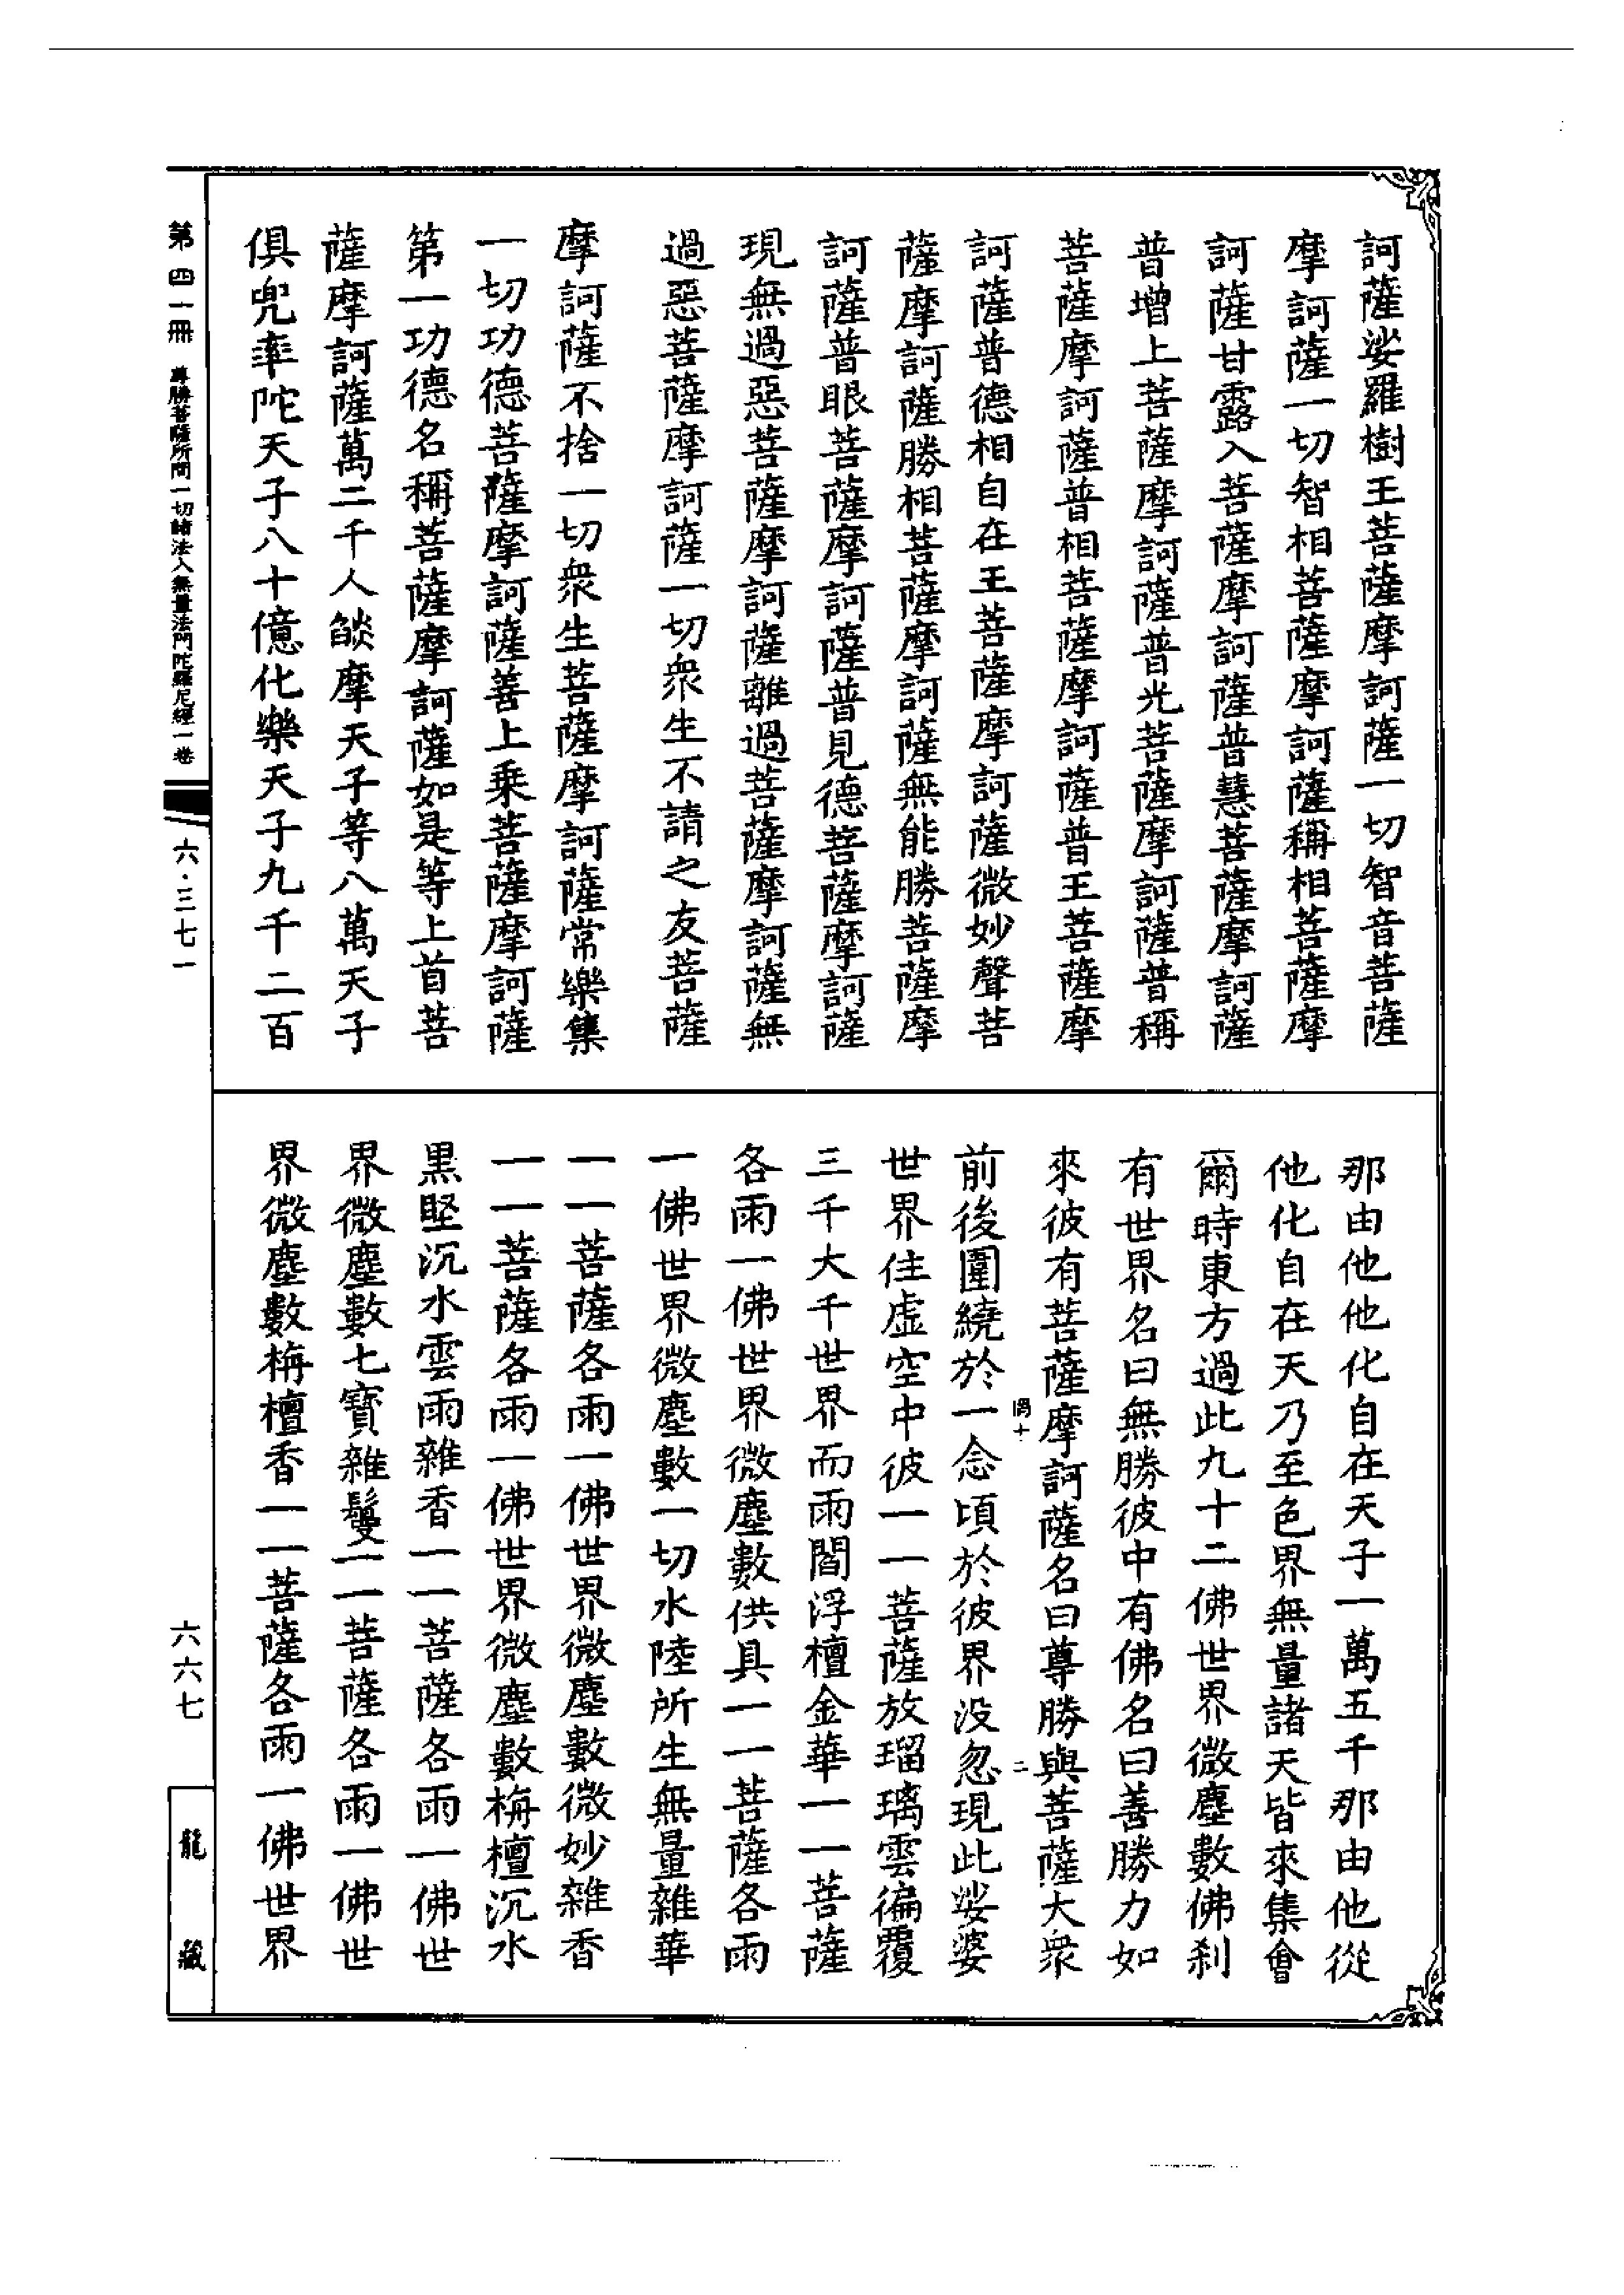 訶薩娑羅樹王菩薩摩訶薩一切智音菩薩
摩訶薩一切智相菩薩摩訶薩稱相菩薩摩
訶薩甘露入菩薩摩訶薩普慧菩薩摩訶薩
普增上菩薩摩訶薩普光菩薩摩訶薩普稱
菩薩摩訶薩普相菩薩摩訶薩普王菩薩摩
訶薩普德相自在王菩薩摩訶薩微妙聲菩
薩摩訶薩勝相菩薩摩訶薩無能勝菩薩摩
訶薩普眼菩薩摩訶薩普見德菩薩摩訶薩
現無過惡菩薩摩訶薩離過菩薩摩訶薩無
過惡菩薩摩訶薩一切衆生不請之友菩薩
摩訶薩不捨一切衆生菩薩摩訶薩常樂集
一切功德菩薩摩訶薩善上乘菩薩摩訶薩
第一功德名稱菩薩摩訶薩如是等上首菩
薩摩訶薩萬二千人燄摩天子等八萬天子
俱兜率陀天子八十億化樂天子九千二百
那由他他化自在天子一萬五千那由他從
他化自在天乃至色界無量諸天皆來集會
爾時東方過此九十二佛世界微塵數佛刹
有世界名曰無勝彼中有佛名曰善勝力如
來彼有菩薩摩訶薩名曰尊勝與菩薩大衆
前後圍繞於一念頃於彼界没忽現此娑婆
世界住虛空中彼一一菩薩放瑠璃雲徧覆
三千大千世界而雨閻浮檀金華一一菩薩
各雨一佛世界微塵數供具一一菩薩各雨
一佛世界微塵數一切水陸所生無量雜華
一一菩薩各雨一佛世界微塵數微妙雜香
一一菩薩各雨一佛世界微塵數栴檀沉水
黑堅沉水雲雨雜香一一菩薩各雨一佛世
界微塵數七寳雜鬘一一菩薩各雨一佛世
界微塵數栴檀香一一菩薩各雨一佛世界
第四一冊 尊勝菩薩所問一切諸法入無量法門陀羅尼經一卷
六·三七一
六六七
龍藏